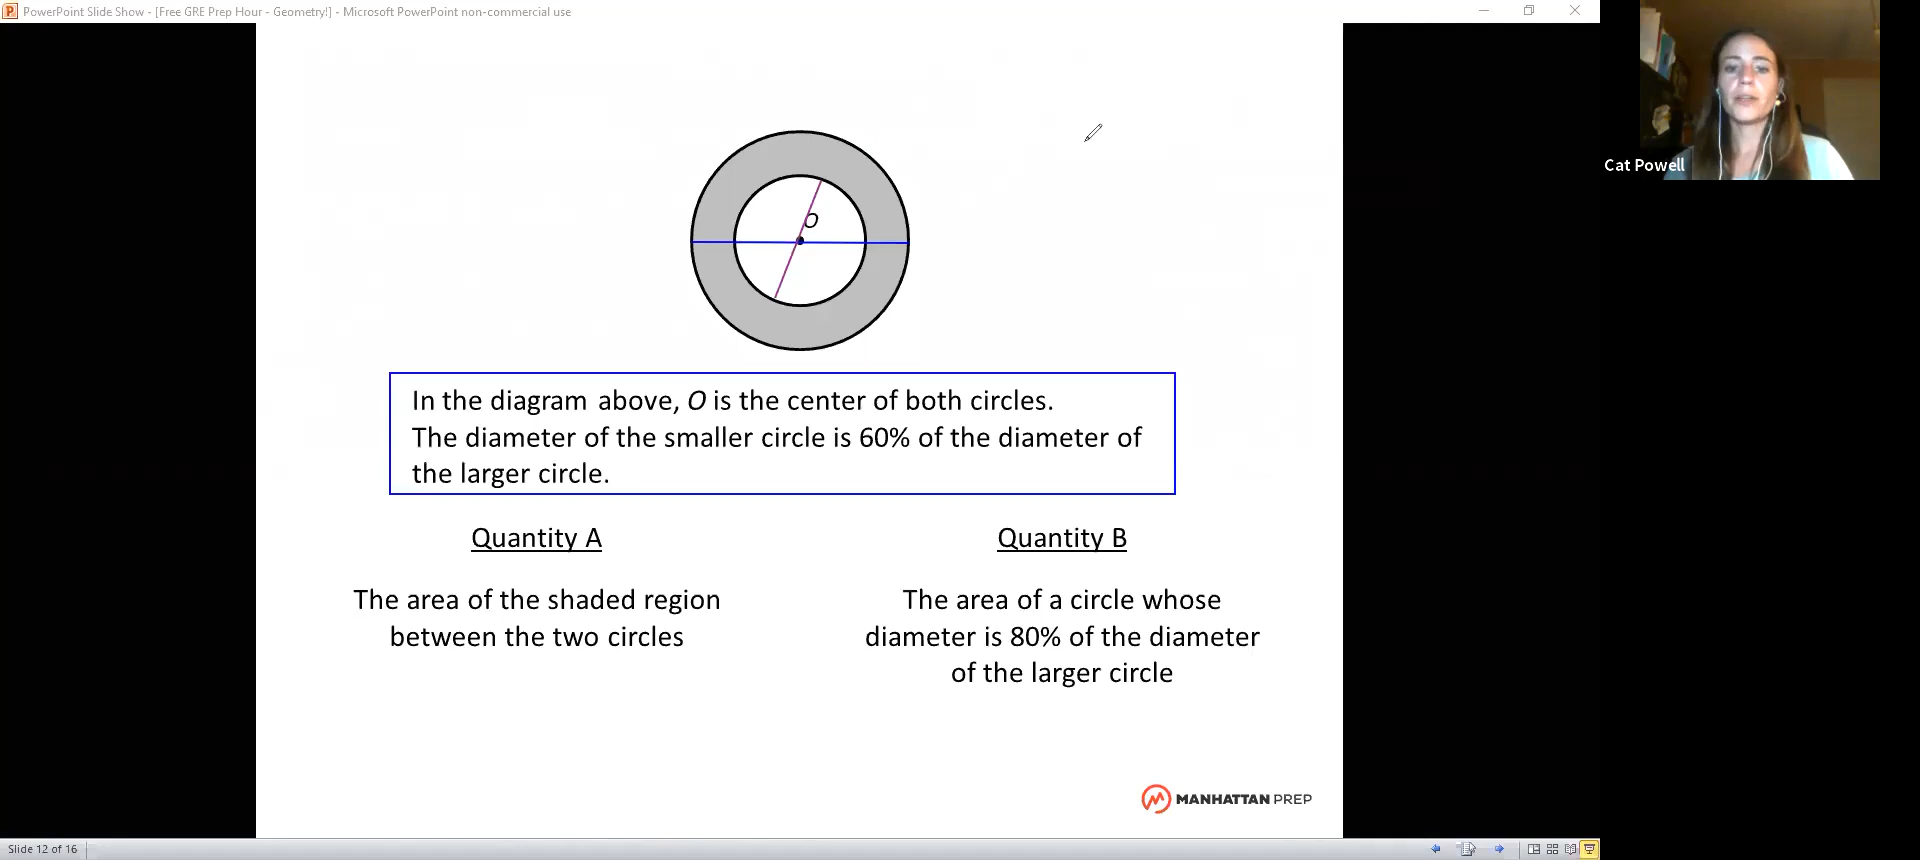 PowerPoint Slide Show - [Free GRE Prep Hour - Geometry!] - Microsoft PowerPoint non-commercial use
Cat Powell
O
In the diagram above, O is the center of both circles.
The diameter of the smaller circle is 60% of the diameter of
the larger circle.
Quantity A
The area of the shaded region
between the two circles
Quantity B
The area of a circle whose
diameter is 80% of the diameter
of the larger circle
MANHATTAN PREP
Slide 12 of 16